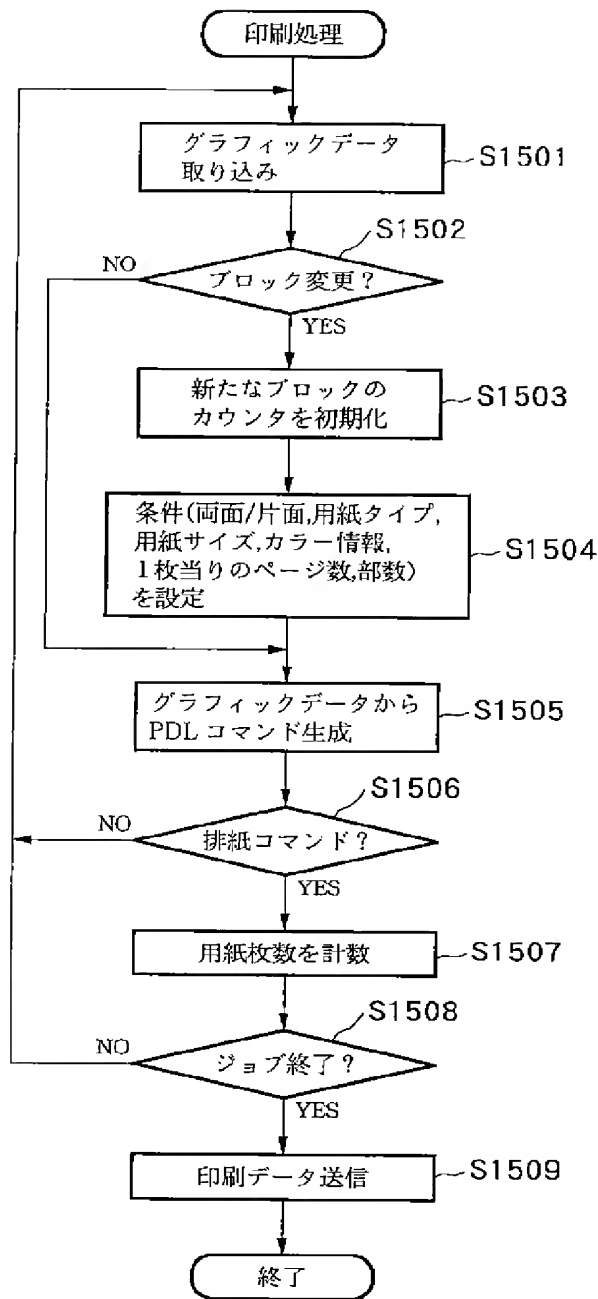 印刷処理
グラフィックデータ
取り込み
S1501
S1502
ブロック変更？
NO
YES
新たなブロックの
カウンタを初期化
S1503
条件(両面/片面,用紙タイプ,
用紙サイズ,カラー情報,
１枚当りのページ数,部数)
を設定
S1504
グラフィックデータから
PDLコマンド生成
S1505
S1506
排紙コマンド？
NO
YES
用紙枚数を計数
S1507
S1508
ジョブ終了？
NO
YES
印刷データ送信
S1509
終了